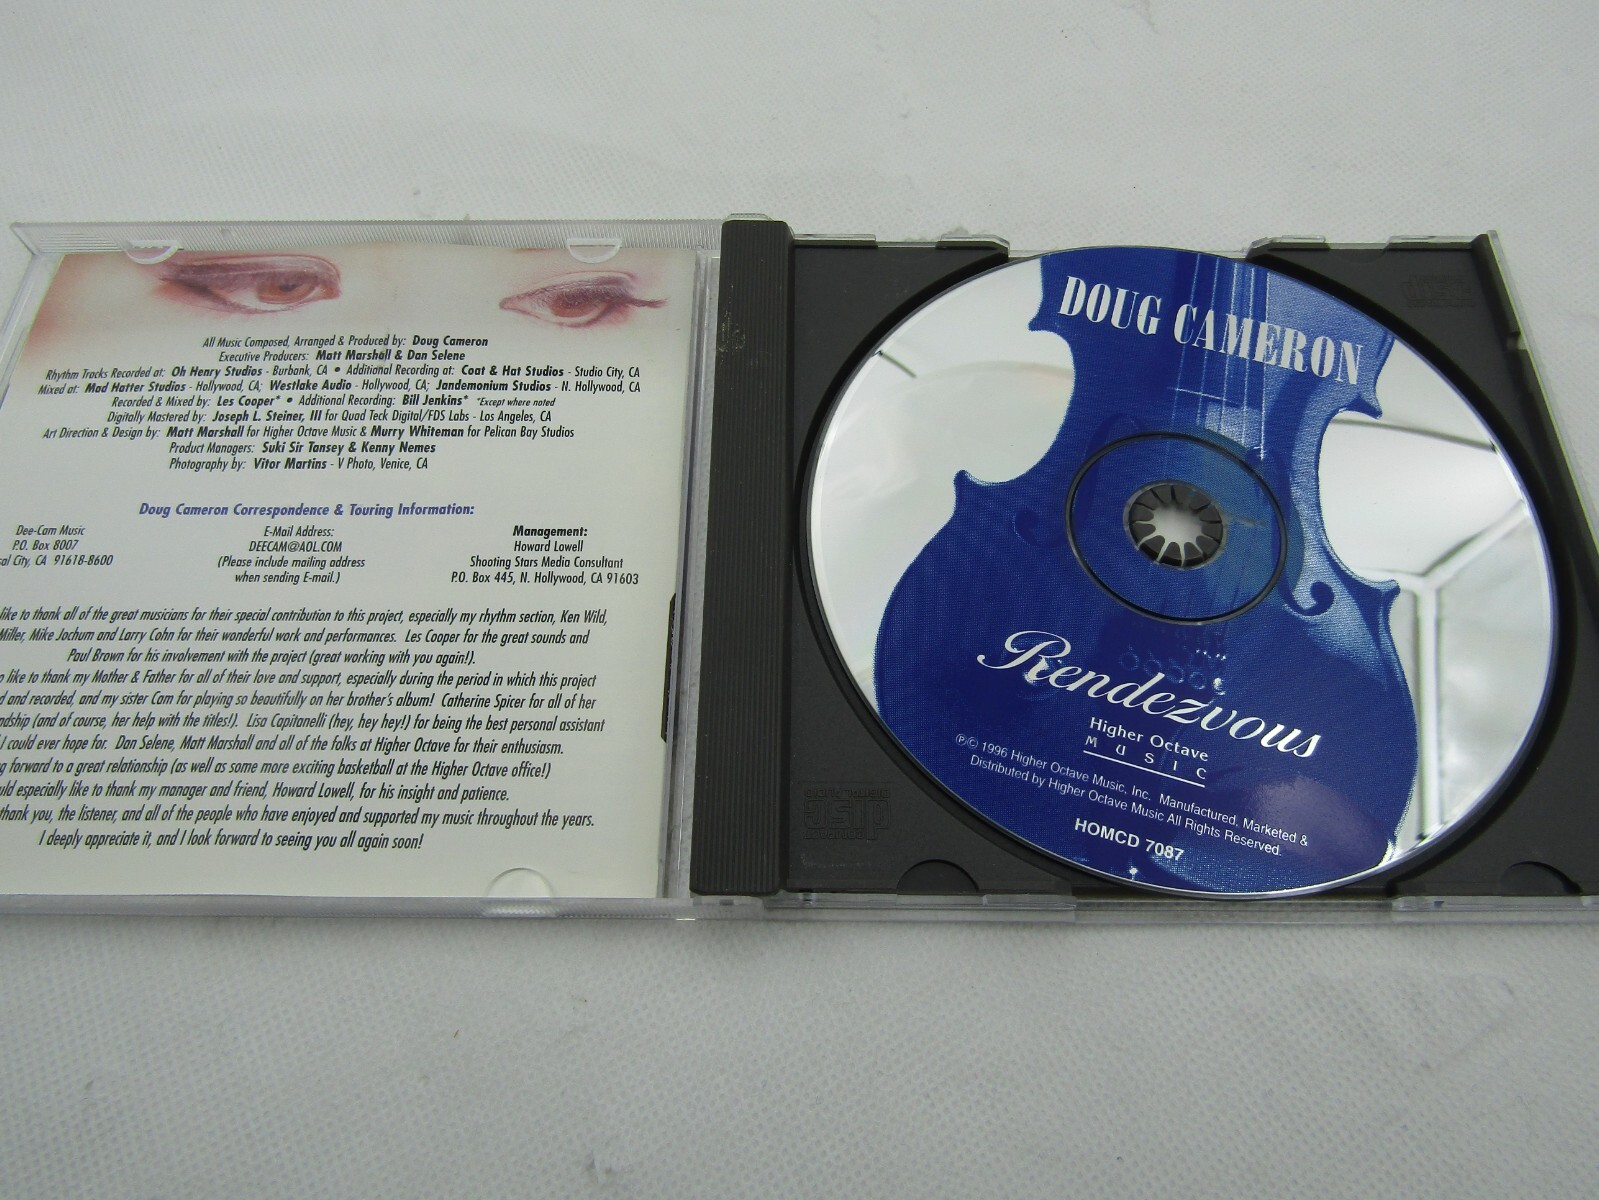 All Music Composed, Arranged & Produced by: Doug Cameron
Executive Producers: Matt Marshall & Dan Selene
Rhythm Tracks Recorded at: Oh Henry Studios - Burbank, CA • Additional Recording at: Coat & Hat Studios - Studio City, CA
Mixed at: Mad Hatter Studios - Hollywood, CA; Westlake Audio - Hollywood, CA; Jandemonium Studios - N. Hollywood, CA
Recorded & Mixed by: Les Cooper* • Additional Recording: Bill Jenkins* *Except where noted
Digitally Mastered by: Joseph L. Steiner, III for Quad Teck Digital/FDS Labs - Los Angeles, CA
Art Direction & Design by: Matt Marshall for Higher Octave Music & Murry Whiteman for Pelican Bay Studios
Product Managers: Suki Sir Tansey & Kenny Nemes
Photography by: Vitor Martins - V Photo, Venice, CA
Doug Cameron Correspondence & Touring Information:
Dee-Cam Music
P.O. Box 8007
sal City, CA 91618-8600
E-Mail Address:
DEECAM@AOL.COM
(Please include mailing address
when sending E-mail.)
Management:
Howard Lowell
Shooting Stars Media Consultant
P.O. Box 445, N. Hollywood, CA 91603
like to thank all of the great musicians for their special contribution to this project, especially my rhythm section, Ken Wild,
Miller, Mike Jochum and Larry Cohn for their wonderful work and performances. Les Cooper for the great sounds and
Paul Brown for his involvement with the project (great working with you again!).
like to thank my Mother & Father for all of their love and support, especially during the period in which this project
d and recorded, and my sister Cam for playing so beautifully on her brother's album! Catherine Spicer for all of her
ndship (and of course, her help with the titles!). Lisa Capitanelli (hey, hey hey!) for being the best personal assistant
I could ever hope for. Dan Selene, Matt Marshall and all of the folks at Higher Octave for their enthusiasm.
g forward to a great relationship (as well as some more exciting basketball at the Higher Octave office!)
uld especially like to thank my manager and friend, Howard Lowell, for his insight and patience.
thank you, the listener, and all of the people who have enjoyed and supported my music throughout the years.
I deeply appreciate it, and I look forward to seeing you all again soon!
DOUG CAMERON
Rendezvous
Higher Octave
MUSIC
℗© 1996 Higher Octave Music, Inc. Manufactured, Marketed &
Distributed by Higher Octave Music All Rights Reserved.
HOMCD 7087